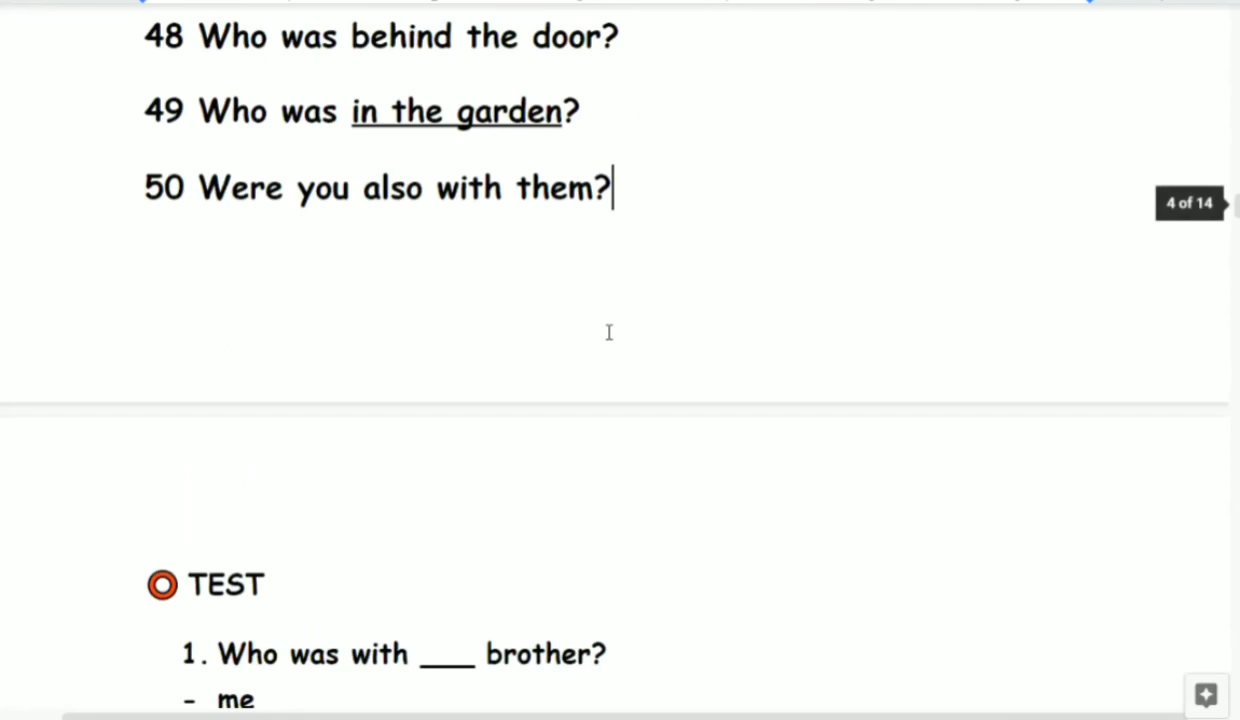 48 Who was behind the door?
49 Who was in the garden?
50 Were you also with them?
4 of 14
TEST
1. Who was with ___ brother?
- me